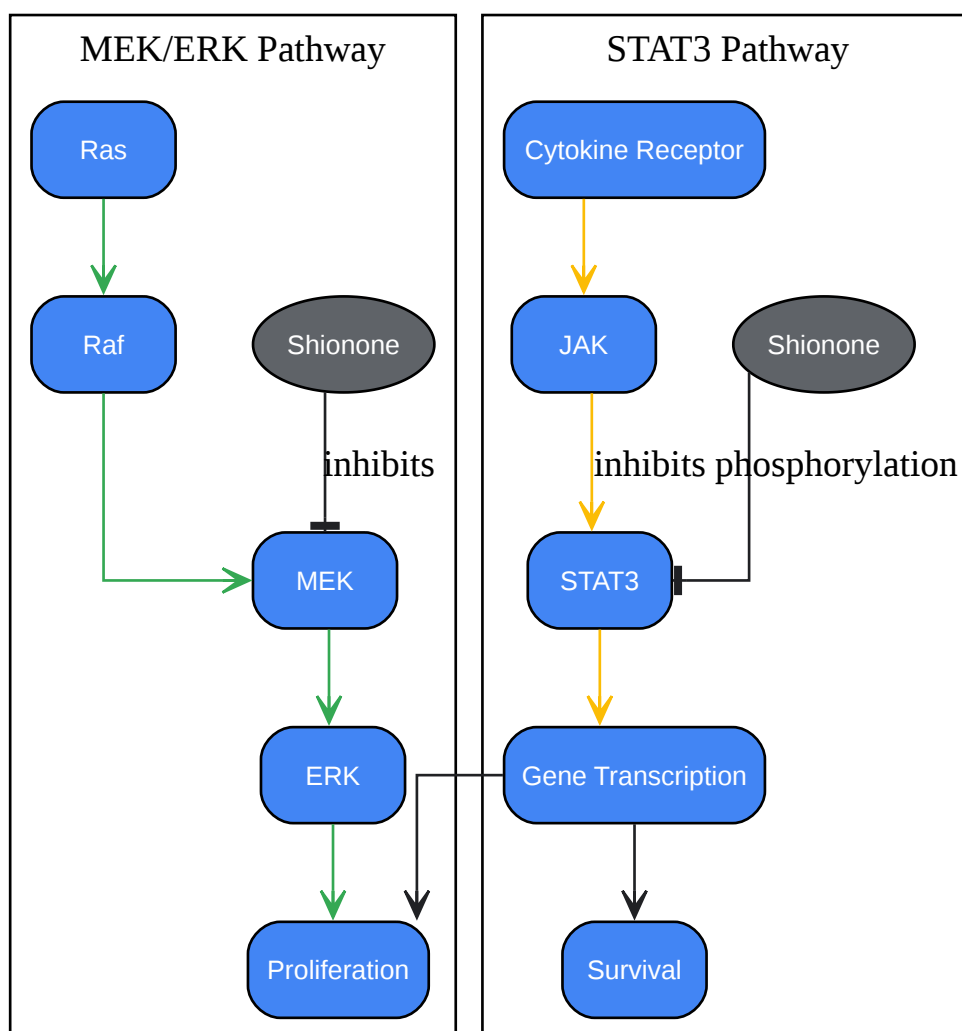 MEK/ERK Pathway
Ras
Raf
Shionone
inhibits
MEK
ERK
Proliferation
STAT3 Pathway
Cytokine Receptor
JAK
Shionone
inhibits phosphorylation
STAT3
Gene Transcription
Survival